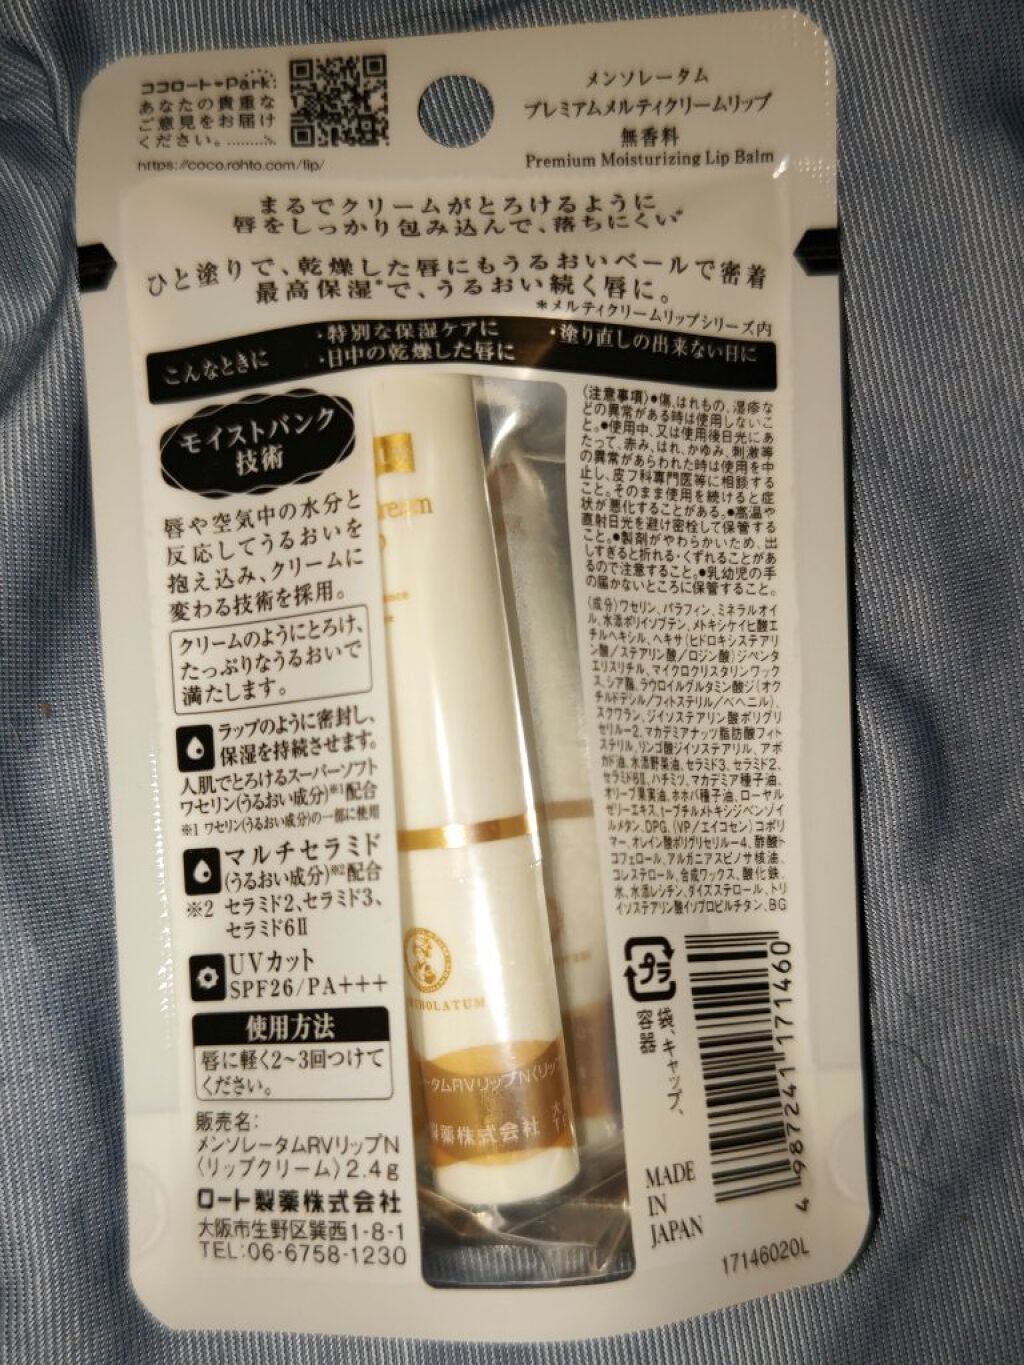 ココロート Park
あなたの貴重な
ご意見をお届け
ください。
https://coco.rohto.com/lip/
メンソレータム
プレミアムメルティクリームリップ
無香料
Premium Moisturizing Lip Balm
まるでクリームがとろけるように
唇をしっかり包み込んで、落ちにくい
ひと塗りで、乾燥した唇にもうるおいベールで密着
最高保湿*で、うるおい続く唇に。
*メルティクリームリップシリーズ内
こんなときに
・特別な保湿ケアに
・日中の乾燥した唇に
・塗り直しの出来ない日に
モイストバンク
技術
唇や空気中の水分と
反応してうるおいを
抱え込み、クリームに
変わる技術を採用。
クリームのようにとろけ、
たっぷりなうるおいで
満たします。
ラップのように密封し、
保湿を持続させます。
人肌でとろけるスーパーソフト
ワセリン(うるおい成分)※1配合
※1 ワセリン(うるおい成分)の一部に使用
マルチセラミド
(うるおい成分)※2配合
※2 セラミド2、セラミド3、
セラミド6Ⅱ
UVカット
SPF26/PA+++
使用方法
唇に軽く2~3回つけて
ください。
販売名:
メンソレータムRVリップN
〈リップクリーム〉2.4g
ロート製薬株式会社
大阪市生野区巽西1-8-1
TEL:06-6758-1230
ream
THOLATUM
ータムRVリップN〈リップ
製薬株式会社
〈注意事項〉●傷、はれもの、湿疹な
どの異常がある時は使用しないこ
と。●使用中、又は使用後日光にあ
たって、赤み、はれ、かゆみ、刺激等
の異常があらわれた時は使用を中
止し、皮フ科専門医等に相談する
こと。そのまま使用を続けると症
状が悪化することがある。●高温や
直射日光を避け密栓して保管する
こと。●製剤がやわらかいため、出
しすぎると折れる・くずれることがあ
るので注意すること。●乳幼児の手
の届かないところに保管すること。
〈成分〉ワセリン、パラフィン、ミネラルオイ
ル、水添ポリイソブテン、メトキシケイヒ酸エ
チルヘキシル、ヘキサ(ヒドロキシステアリ
ン酸/ステアリン酸/ロジン酸)ジペンタ
エリスリチル、マイクロクリスタリンワック
ス、シア脂、ラウロイルグルタミン酸ジ(オク
チルドデシル/フィトステリル/ベヘニル)、
スクワラン、ジイソステアリン酸ポリグリ
セリル-2、マカデミアナッツ脂肪酸フィト
ステリル、リンゴ酸ジイソステアリル、アボ
カド油、水添野菜油、セラミド3、セラミド2、
セラミド6Ⅱ、ハチミツ、マカデミア種子油、
オリーブ果実油、ホホバ種子油、ローヤル
ゼリーエキス、t-ブチルメトキシジベンゾイ
ルメタン、DPG、(VP/エイコセン)コポリ
マー、オレイン酸ポリグリセリル-4、酢酸ト
コフェロール、アルガニアスピノサ核油、
コレステロール、合成ワックス、酸化鉄、
水、水添レシチン、ダイズステロール、トリ
イソステアリン酸イソプロピルチタン、BG
プラ
袋、キャップ、
容器
MADE
IN
JAPAN
4 987241 171460
17146020L